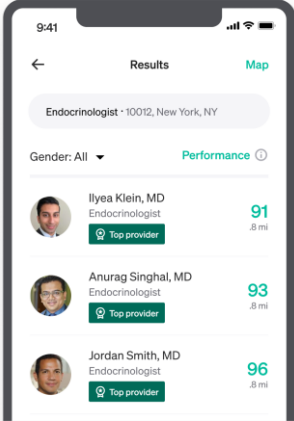 9:41
Results Map
Endocrinologist · 10012, New York, NY
Gender: All Performance
Ilyea Klein, MD
Endocrinologist 91
Top provider .8 mi
Anurag Singhal, MD
Endocrinologist 93
Top provider .8 mi
Jordan Smith, MD
Endocrinologist 96
Top provider .8 mi